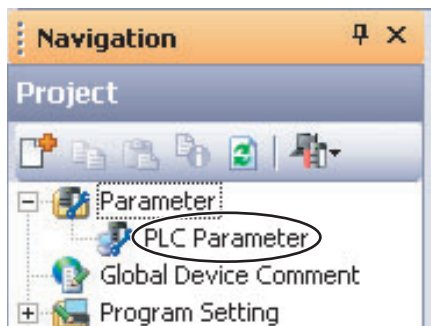 Navigation
Project
Parameter
PLC Parameter
Global Device Comment
Program Setting